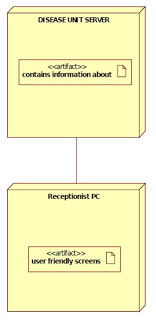 DISEASE UNIT SERVER
<<artifact>>
contains information about
Receptionist PC
<<artifact>>
user friendly screens